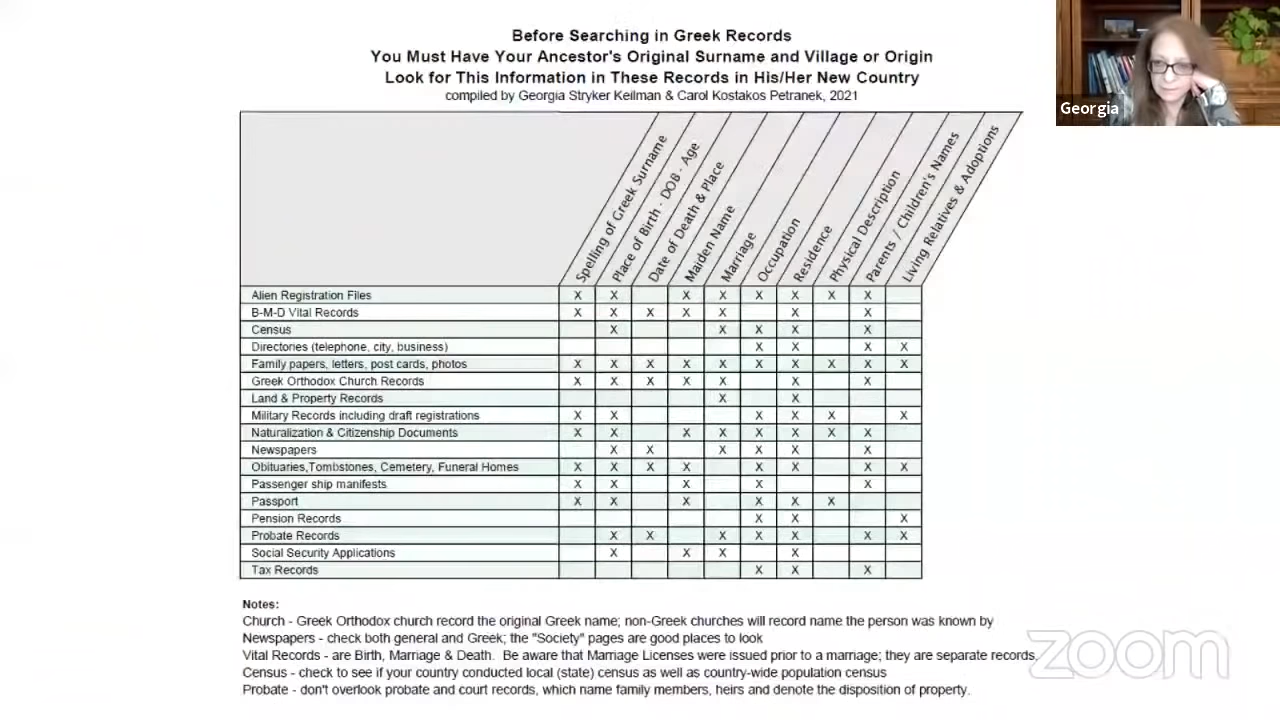 Before Searching in Greek Records
You Must Have Your Ancestor's Original Surname and Village or Origin
Look for This Information in These Records in His/Her New Country
compiled by Georgia Stryker Keilman & Carol Kostakos Petranek, 2021
Georgia
Spelling of Greek Surname
Place of Birth - DOB - Age
Date of Death & Place
Maiden Name
Marriage
Occupation
Residence
Physical Description
Parents / Children's Names
Living Relatives & Adoptions
Alien Registration Files X X X X X X X X
B-M-D Vital Records X X X X X X X
Census X X X X X
Directories (telephone, city, business) X X X X
Family papers, letters, post cards, photos X X X X X X X X X X
Greek Orthodox Church Records X X X X X X X
Land & Property Records X X
Military Records including draft registrations X X X X X X
Naturalization & Citizenship Documents X X X X X X X X
Newspapers X X X X X X
Obituaries,Tombstones, Cemetery, Funeral Homes X X X X X X X X
Passenger ship manifests X X X X X
Passport X X X X X X
Pension Records X X X
Probate Records X X X X X X X
Social Security Applications X X X X
Tax Records X X X
Notes:
Church - Greek Orthodox church record the original Greek name; non-Greek churches will record name the person was known by
Newspapers - check both general and Greek; the "Society" pages are good places to look
Vital Records - are Birth, Marriage & Death. Be aware that Marriage Licenses were issued prior to a marriage; they are separate records.
Census - check to see if your country conducted local (state) census as well as country-wide population census
Probate - don't overlook probate and court records, which name family members, heirs and denote the disposition of property.
zoom